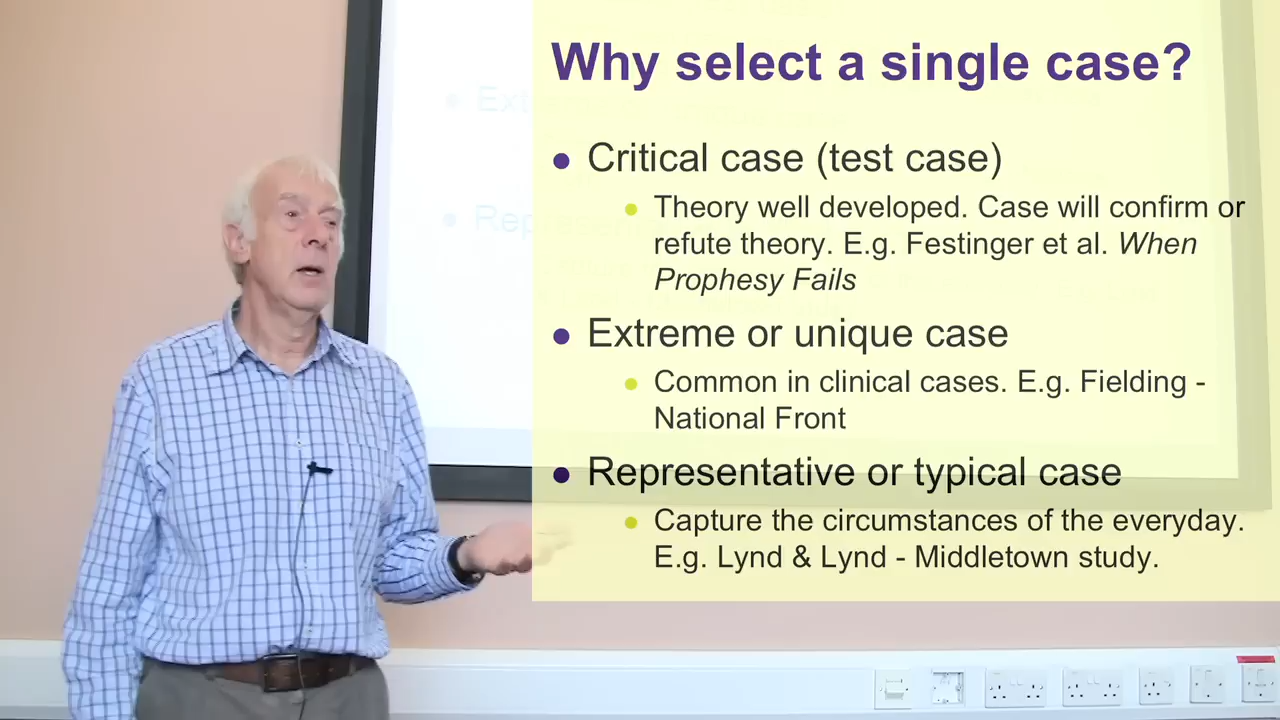 Why select a single case?
• Critical case (test case)
• Theory well developed. Case will confirm or
refute theory. E.g. Festinger et al. When
Prophesy Fails
• Extreme or unique case
• Common in clinical cases. E.g. Fielding -
National Front
• Representative or typical case
• Capture the circumstances of the everyday.
E.g. Lynd & Lynd - Middletown study.